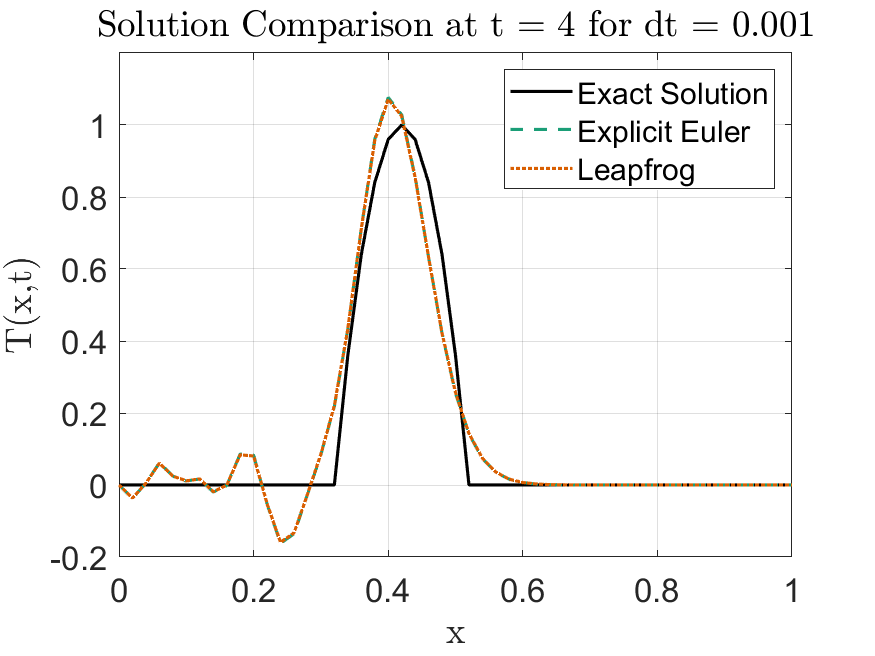 Solution Comparison at t = 4 for dt = 0.001
Exact Solution
Explicit Euler
Leapfrog
T(x,t)
1
0.8
0.6
0.4
0.2
0
-0.2
0 0.2 0.4 0.6 0.8 1
x